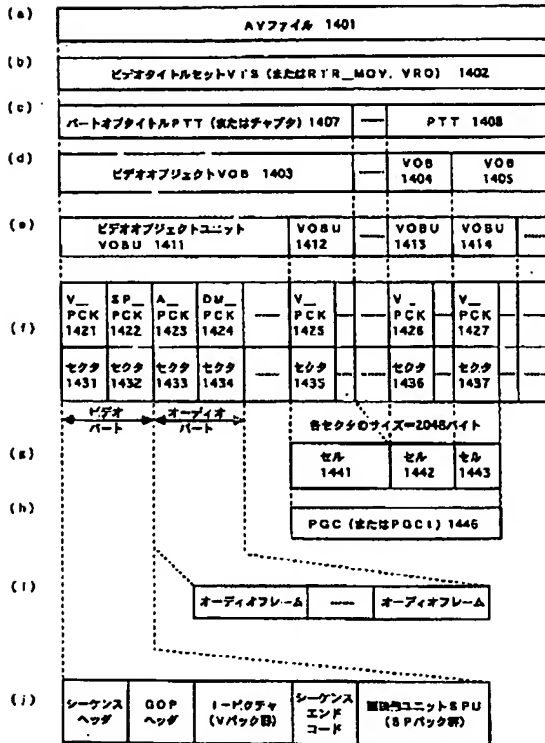 (a)
AVファイル 1401
(b)
ビデオタイトルセットVTS (またはRTR_MOV. VRO) 1402
(c)
パートオブタイトルPTT (またはチャプタ) 1407
PTT 1408
(d)
ビデオオブジェクトVOB 1403
VOB 1404
VOB 1405
(e)
ビデオオブジェクトユニット
VOBU 1411
VOBU 1412
VOBU 1413
VOBU 1414
(f)
V_ PCK 1421
SP_ PCK 1422
A_ PCK 1423
DM_ PCK 1424
V_ PCK 1425
V_ PCK 1426
V_ PCK 1427
セクタ 1431
セクタ 1432
セクタ 1433
セクタ 1434
セクタ 1435
セクタ 1436
セクタ 1437
ビデオパート
オーディオパート
各セクタのサイズ=2048バイト
(g)
セル 1441
セル 1442
セル 1443
(h)
PGC (またはPGCI) 1446
(i)
オーディオフレーム
オーディオフレーム
(j)
シーケンス
ヘッダ
GOP
ヘッダ
I-ピクチャ
(Vパック群)
シーケンス
エンド
コード
ユニットSPU
(SPパック群)